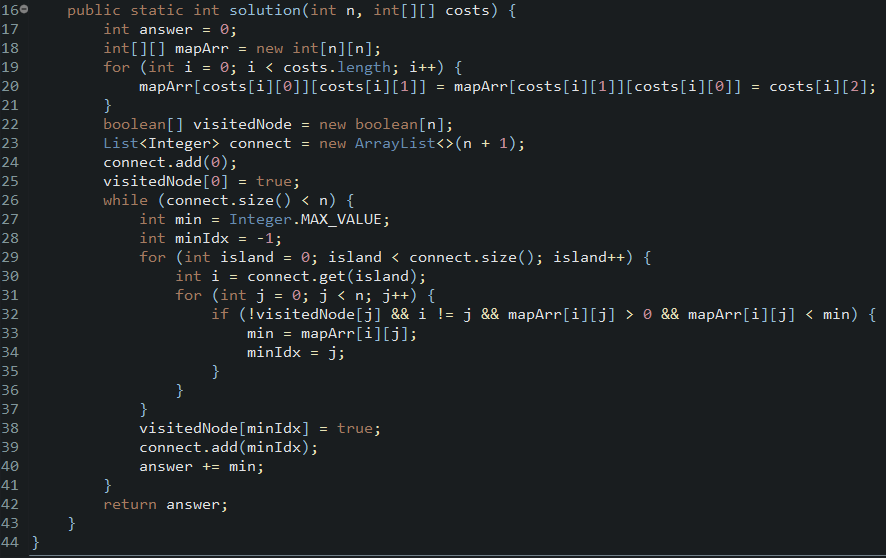 16 public static int solution(int n, int[][] costs) {
17 int answer = 0;
18 int[][] mapArr = new int[n][n];
19 for (int i = 0; i < costs.length; i++) {
20 mapArr[costs[i][0]][costs[i][1]] = mapArr[costs[i][1]][costs[i][0]] = costs[i][2];
21 }
22 boolean[] visitedNode = new boolean[n];
23 List<Integer> connect = new ArrayList<>(n + 1);
24 connect.add(0);
25 visitedNode[0] = true;
26 while (connect.size() < n) {
27 int min = Integer.MAX_VALUE;
28 int minIdx = -1;
29 for (int island = 0; island < connect.size(); island++) {
30 int i = connect.get(island);
31 for (int j = 0; j < n; j++) {
32 if (!visitedNode[j] && i != j && mapArr[i][j] > 0 && mapArr[i][j] < min) {
33 min = mapArr[i][j];
34 minIdx = j;
35 }
36 }
37 }
38 visitedNode[minIdx] = true;
39 connect.add(minIdx);
40 answer += min;
41 }
42 return answer;
43 }
44 }